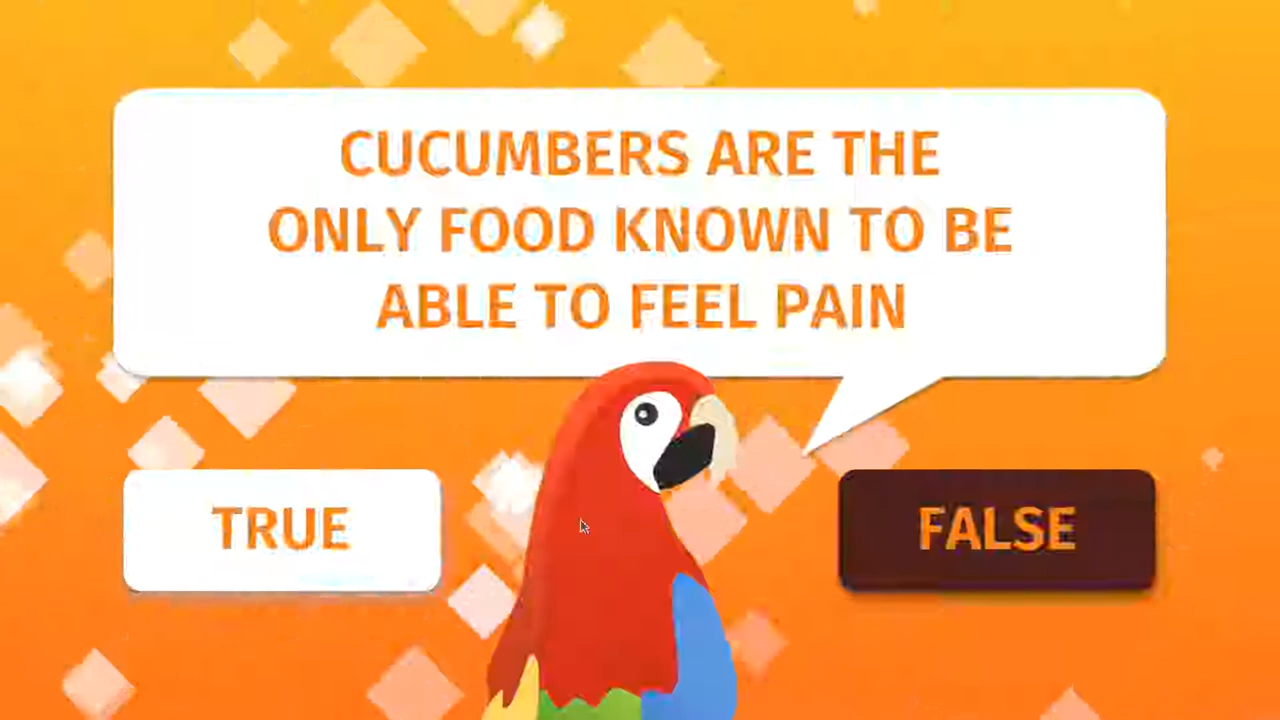 CUCUMBERS ARE THE
ONLY FOOD KNOWN TO BE
ABLE TO FEEL PAIN
TRUE
FALSE